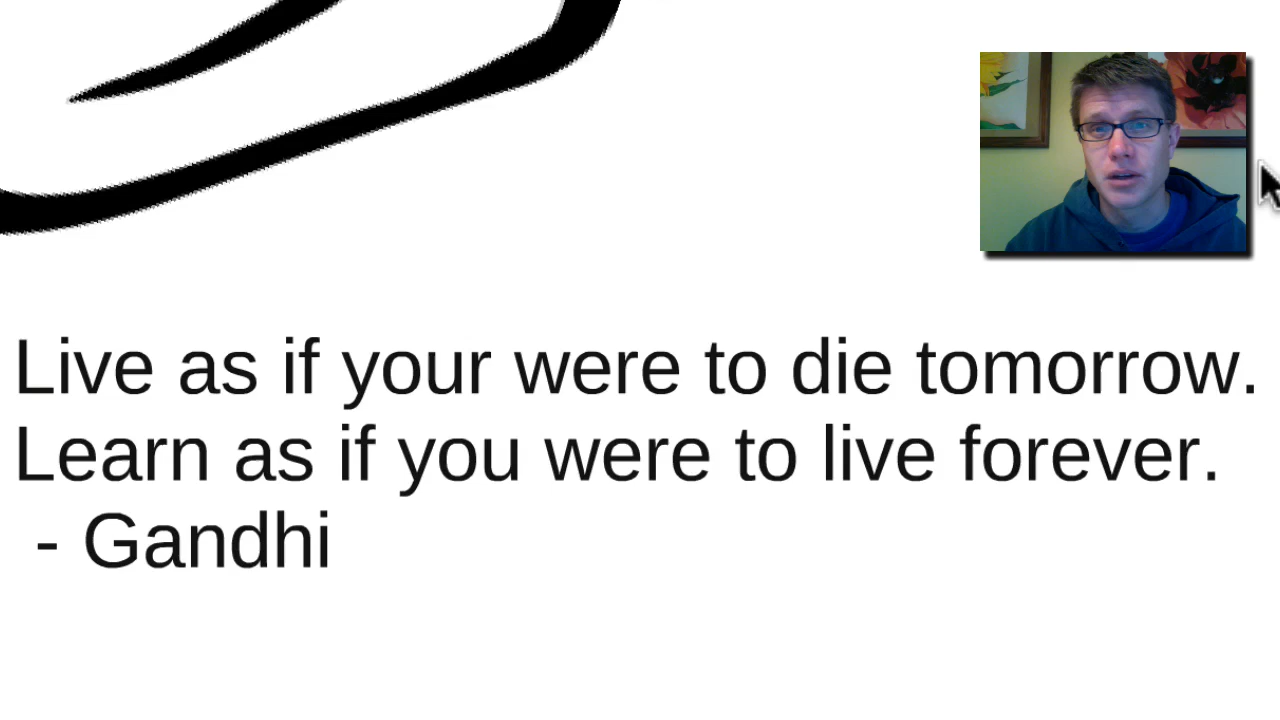 Live as if your were to die tomorrow.
Learn as if you were to live forever.
- Gandhi